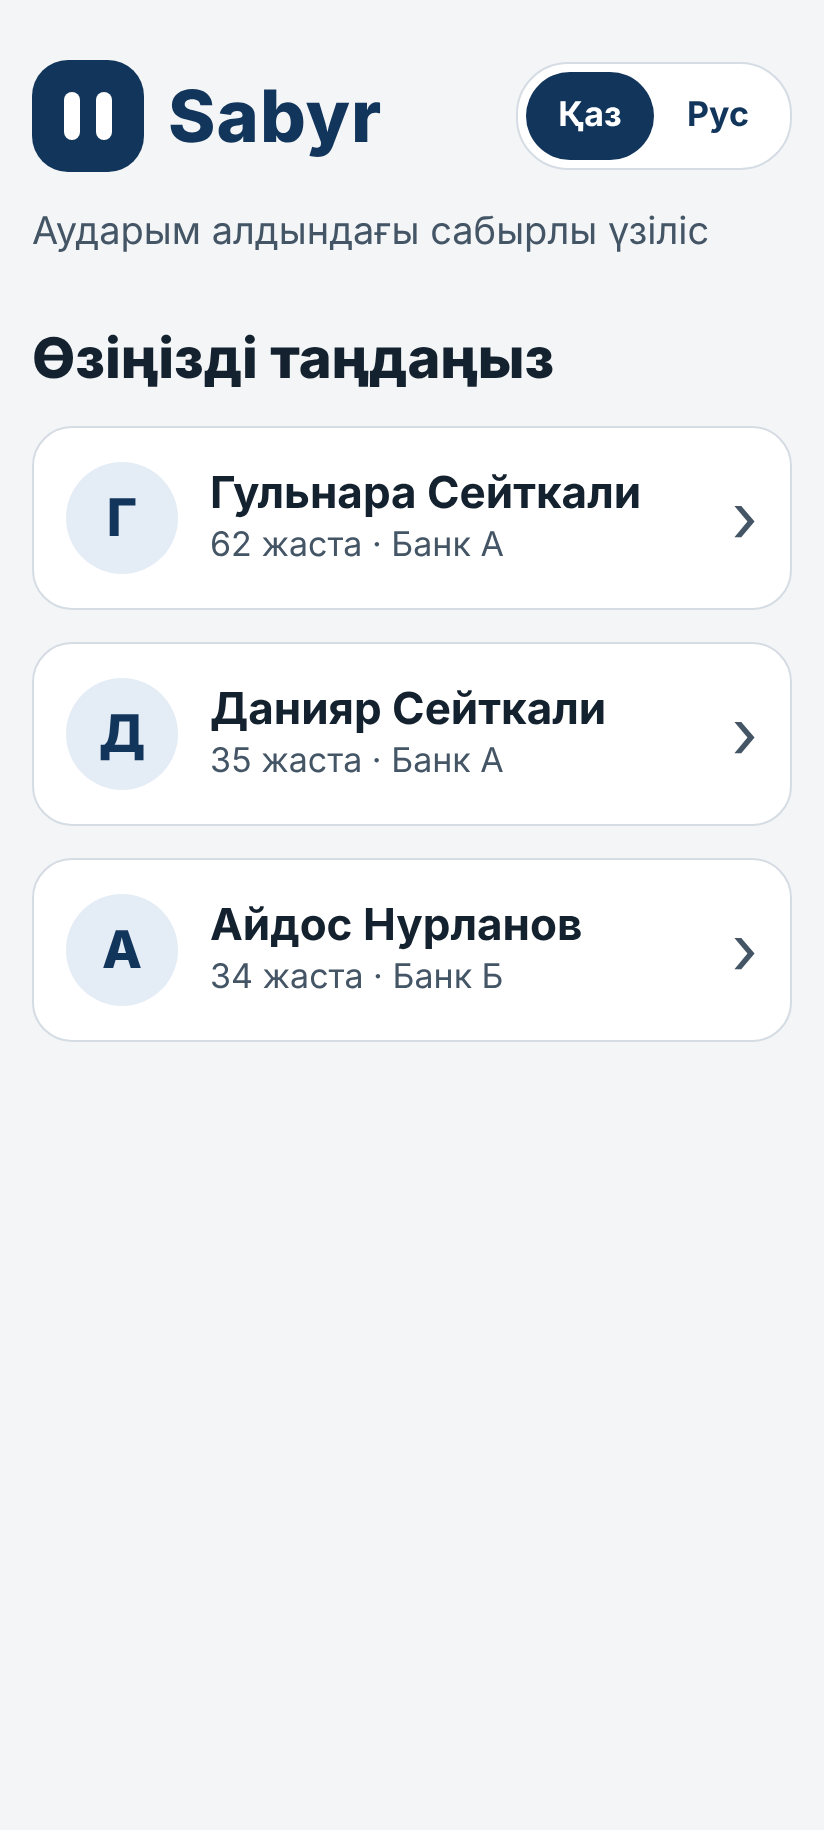 Sabyr
Қаз Рус
Аударым алдындағы сабырлы үзіліс
Өзіңізді таңдаңыз
Г
Гульнара Сейткали
62 жаста · Банк А
Д
Данияр Сейткали
35 жаста · Банк А
А
Айдос Нурланов
34 жаста · Банк Б